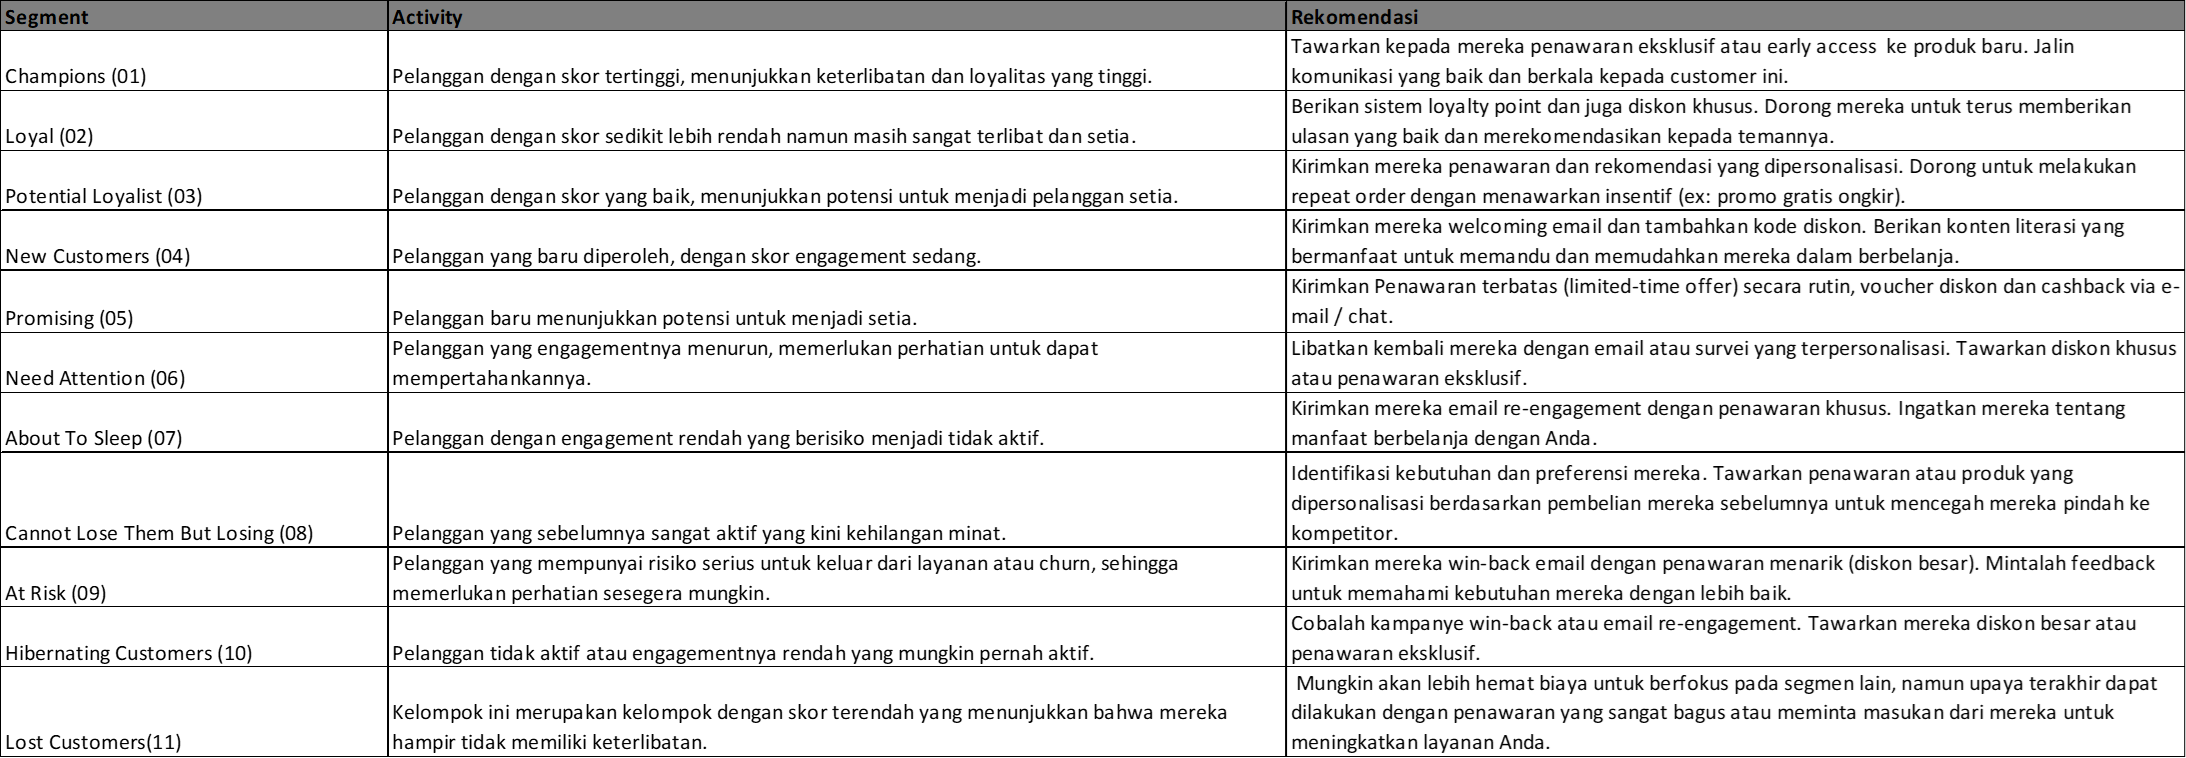 Segment Activity Rekomendasi
Champions (01)
Pelanggan dengan skor tertinggi, menunjukkan keterlibatan dan loyalitas yang tinggi.
Tawarkan kepada mereka penawaran eksklusif atau early access  ke produk baru. Jalin
komunikasi yang baik dan berkala kepada customer ini.
Loyal (02)
Pelanggan dengan skor sedikit lebih rendah namun masih sangat terlibat dan setia.
Berikan sistem loyalty point dan juga diskon khusus. Dorong mereka untuk terus memberikan
ulasan yang baik dan merekomendasikan kepada temannya.
Potential Loyalist (03)
Pelanggan dengan skor yang baik, menunjukkan potensi untuk menjadi pelanggan setia.
Kirimkan mereka penawaran dan rekomendasi yang dipersonalisasi. Dorong untuk melakukan
repeat order dengan menawarkan insentif (ex: promo gratis ongkir).
New Customers (04)
Pelanggan yang baru diperoleh, dengan skor engagement sedang.
Kirimkan mereka welcoming email dan tambahkan kode diskon. Berikan konten literasi yang
bermanfaat untuk memandu dan memudahkan mereka dalam berbelanja.
Promising (05)
Pelanggan baru menunjukkan potensi untuk menjadi setia.
Kirimkan Penawaran terbatas (limited-time offer) secara rutin, voucher diskon dan cashback via e-
mail / chat.
Need Attention (06)
Pelanggan yang engagementnya menurun, memerlukan perhatian untuk dapat
mempertahankannya.
Libatkan kembali mereka dengan email atau survei yang terpersonalisasi. Tawarkan diskon khusus
atau penawaran eksklusif.
About To Sleep (07)
Pelanggan dengan engagement rendah yang berisiko menjadi tidak aktif.
Kirimkan mereka email re-engagement dengan penawaran khusus. Ingatkan mereka tentang
manfaat berbelanja dengan Anda.
Cannot Lose Them But Losing (08)
Pelanggan yang sebelumnya sangat aktif yang kini kehilangan minat.
Identifikasi kebutuhan dan preferensi mereka. Tawarkan penawaran atau produk yang
dipersonalisasi berdasarkan pembelian mereka sebelumnya untuk mencegah mereka pindah ke
kompetitor.
At Risk (09)
Pelanggan yang mempunyai risiko serius untuk keluar dari layanan atau churn, sehingga
memerlukan perhatian sesegera mungkin.
Kirimkan mereka win-back email dengan penawaran menarik (diskon besar). Mintalah feedback
untuk memahami kebutuhan mereka dengan lebih baik.
Hibernating Customers (10)
Pelanggan tidak aktif atau engagementnya rendah yang mungkin pernah aktif.
Cobalah kampanye win-back atau email re-engagement. Tawarkan mereka diskon besar atau
penawaran eksklusif.
Lost Customers(11)
Kelompok ini merupakan kelompok dengan skor terendah yang menunjukkan bahwa mereka
hampir tidak memiliki keterlibatan.
Mungkin akan lebih hemat biaya untuk berfokus pada segmen lain, namun upaya terakhir dapat
dilakukan dengan penawaran yang sangat bagus atau meminta masukan dari mereka untuk
meningkatkan layanan Anda.